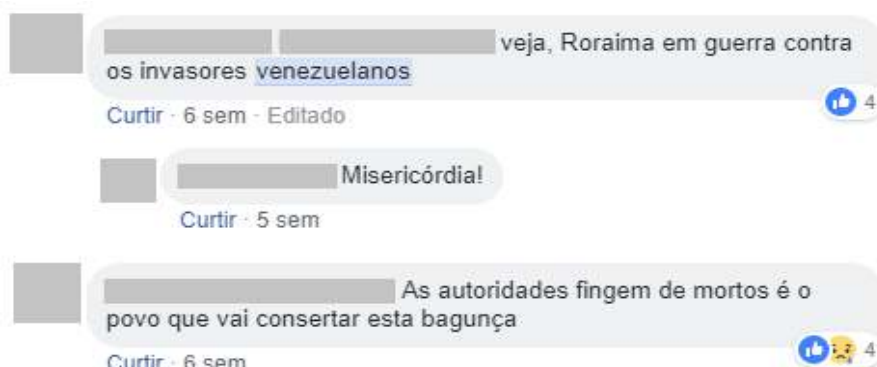 veja, Roraima em guerra contra
os invasores venezuelanos
4
Curtir · 6 sem · Editado
Misericórdia!
Curtir · 5 sem
As autoridades fingem de mortos é o
povo que vai consertar esta bagunça
4
Curtir · 6 sem